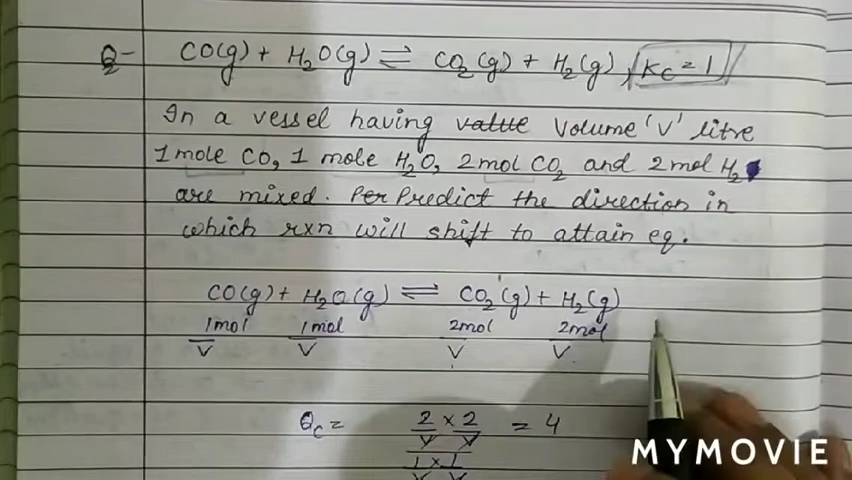 Q- CO(g) + H₂O(g) ⇌ CO₂(g) + H₂(g), Kc = 1
In a vessel having value Volume 'V' litre
1 mole CO, 1 mole H₂O, 2 mol CO₂ and 2 mol H₂
are mixed. Per Predict the direction in
which rxn will shift to attain eq.
CO(g) + H₂O(g) ⇌ CO₂(g) + H₂(g)
1mol 1mol 2mol 2mol
V V V V
Qc = 2/V × 2/V = 4
1/V × 1/V
MYMOVIE